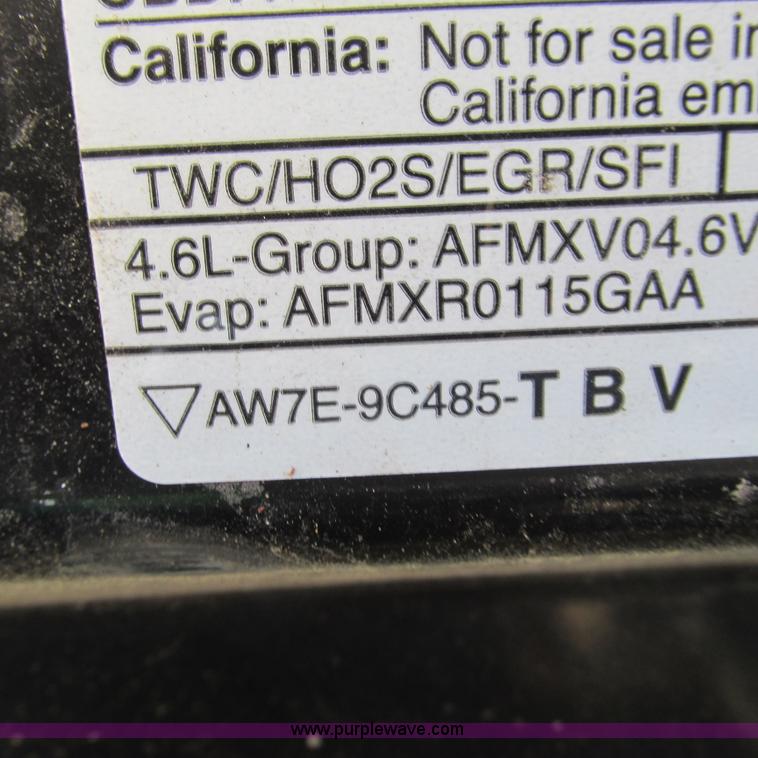 California: Not for sale in
California em
TWC/HO2S/EGR/SFI
4.6L-Group: AFMXV04.6V
Evap: AFMXR0115GAA
AW7E-9C485-T B V
www.purplewave.com